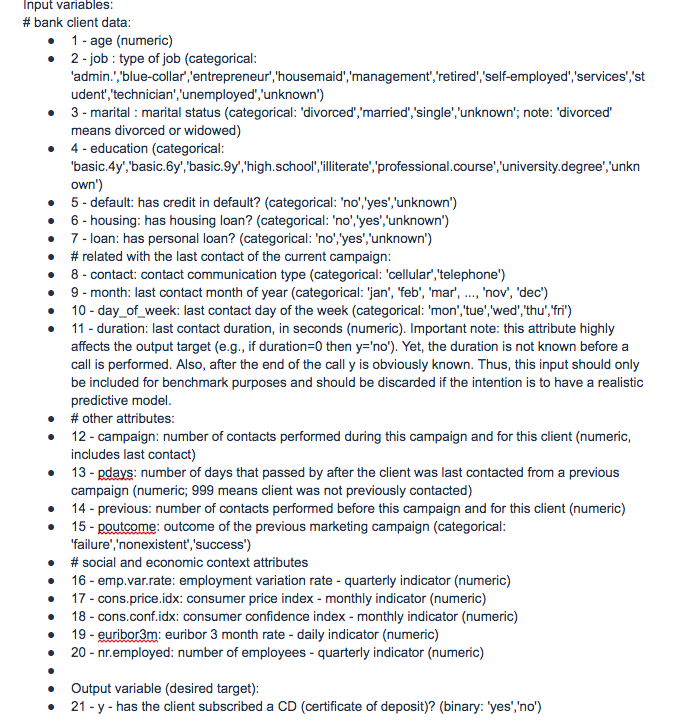 Input variables:
# bank client data:
● 1 - age (numeric)
● 2 - job : type of job (categorical:
'admin.','blue-collar','entrepreneur','housemaid','management','retired','self-employed','services','st
udent','technician','unemployed','unknown')
● 3 - marital : marital status (categorical: 'divorced','married','single','unknown'; note: 'divorced'
means divorced or widowed)
● 4 - education (categorical:
'basic.4y','basic.6y','basic.9y','high.school','illiterate','professional.course','university.degree','unkn
own')
● 5 - default: has credit in default? (categorical: 'no','yes','unknown')
● 6 - housing: has housing loan? (categorical: 'no','yes','unknown')
● 7 - loan: has personal loan? (categorical: 'no','yes','unknown')
● # related with the last contact of the current campaign:
● 8 - contact: contact communication type (categorical: 'cellular','telephone')
● 9 - month: last contact month of year (categorical: 'jan', 'feb', 'mar', ..., 'nov', 'dec')
● 10 - day_of_week: last contact day of the week (categorical: 'mon','tue','wed','thu','fri')
● 11 - duration: last contact duration, in seconds (numeric). Important note: this attribute highly
affects the output target (e.g., if duration=0 then y='no'). Yet, the duration is not known before a
call is performed. Also, after the end of the call y is obviously known. Thus, this input should only
be included for benchmark purposes and should be discarded if the intention is to have a realistic
predictive model.
● # other attributes:
● 12 - campaign: number of contacts performed during this campaign and for this client (numeric,
includes last contact)
● 13 - pdays: number of days that passed by after the client was last contacted from a previous
campaign (numeric; 999 means client was not previously contacted)
● 14 - previous: number of contacts performed before this campaign and for this client (numeric)
● 15 - poutcome: outcome of the previous marketing campaign (categorical:
'failure','nonexistent','success')
● # social and economic context attributes
● 16 - emp.var.rate: employment variation rate - quarterly indicator (numeric)
● 17 - cons.price.idx: consumer price index - monthly indicator (numeric)
● 18 - cons.conf.idx: consumer confidence index - monthly indicator (numeric)
● 19 - euribor3m: euribor 3 month rate - daily indicator (numeric)
● 20 - nr.employed: number of employees - quarterly indicator (numeric)
●
● Output variable (desired target):
● 21 - y - has the client subscribed a CD (certificate of deposit)? (binary: 'yes','no')